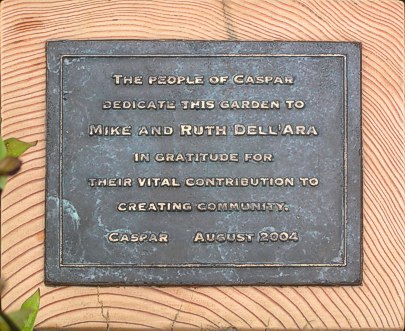 The people of Caspar
dedicate this garden to
Mike and Ruth Dell'Ara
in gratitude for
their vital contribution to
creating community.
Caspar August 2004